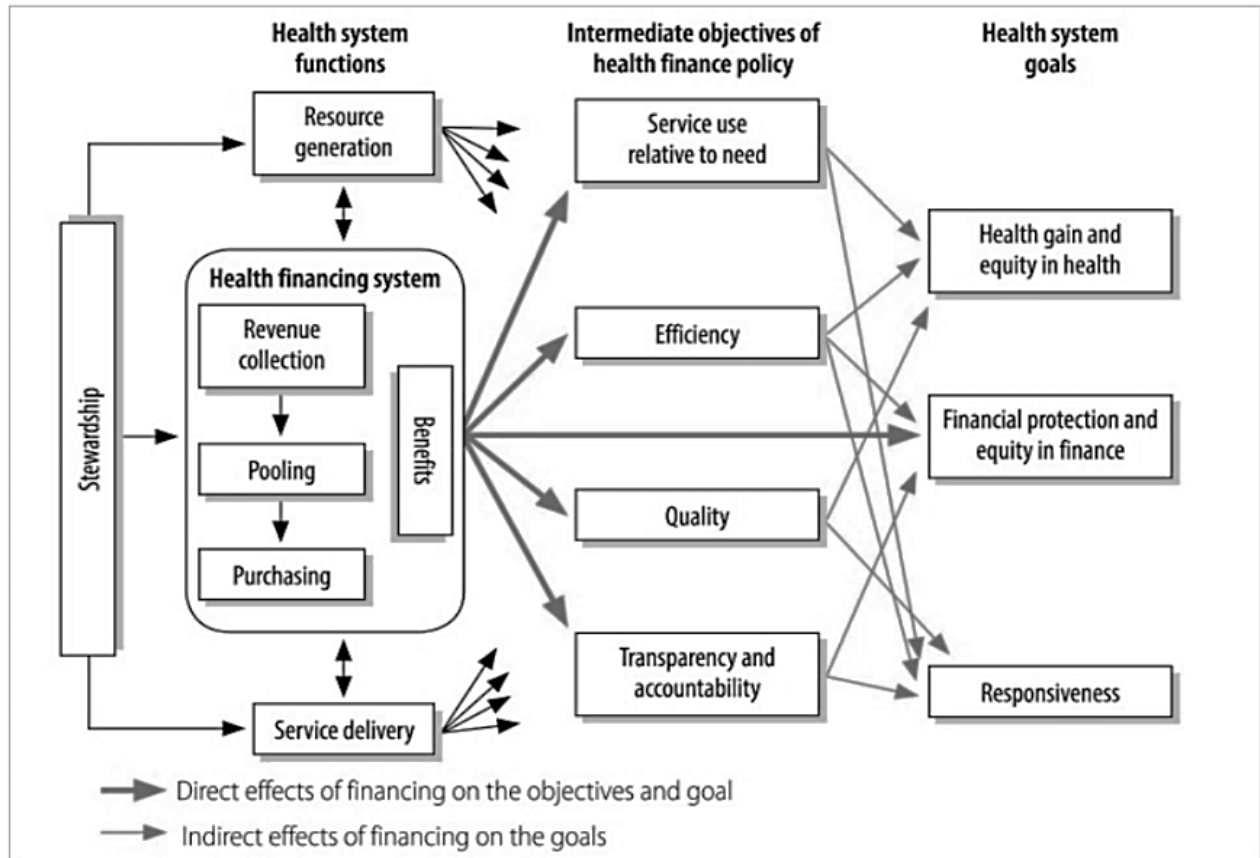 Health system
functions
Intermediate objectives of
health finance policy
Health system
goals
Resource
generation
Service use
relative to need
Health gain and
equity in health
Stewardship
Health financing system
Revenue
collection
Pooling
Purchasing
Benefits
Efficiency
Financial protection and
equity in finance
Quality
Transparency and
accountability
Responsiveness
Service delivery
Direct effects of financing on the objectives and goal
Indirect effects of financing on the goals